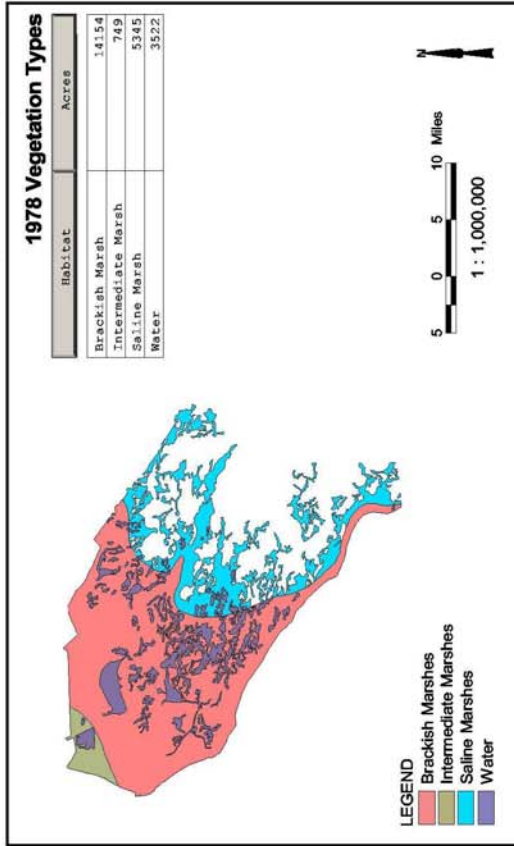 1978 Vegetation Types
Habitat Acres
Brackish Marsh 14154
Intermediate Marsh 749
Saline Marsh 5345
Water 3522
LEGEND
Brackish Marshes
Intermediate Marshes
Saline Marshes
Water
5 0 5 10 Miles
1 : 1,000,000
N